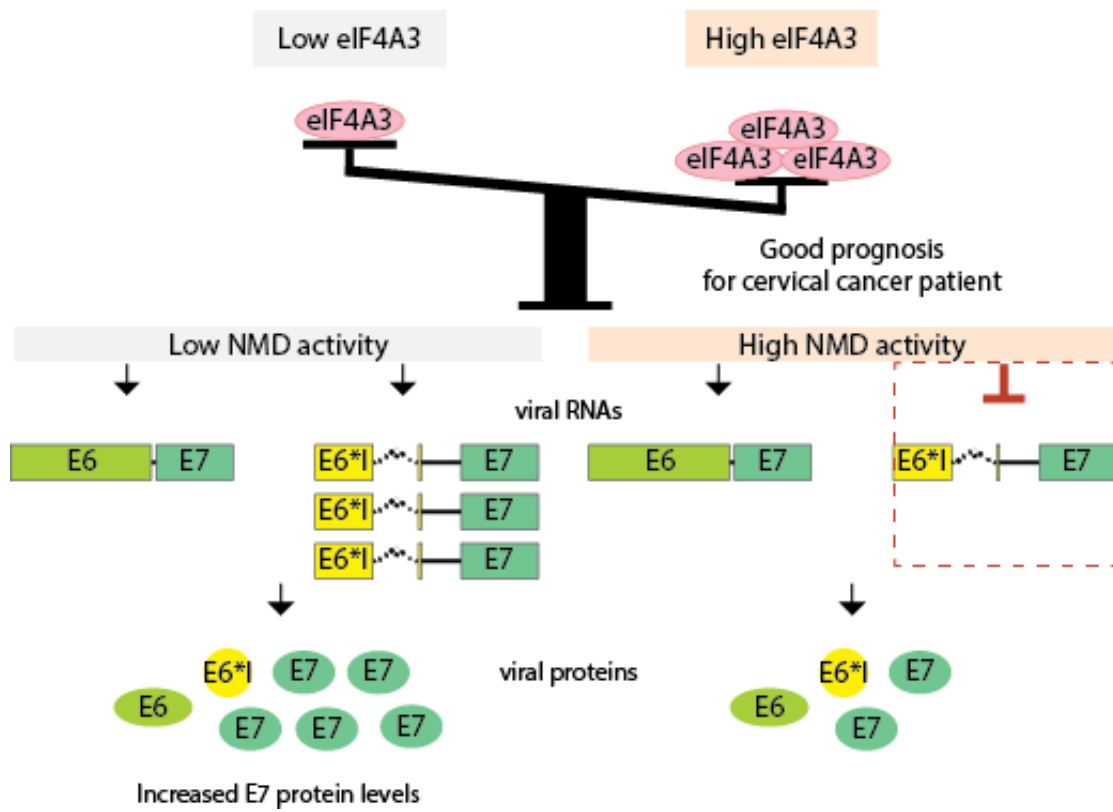 Low eIF4A3
High eIF4A3
eIF4A3
eIF4A3
eIF4A3 eIF4A3
Good prognosis
for cervical cancer patient
Low NMD activity
High NMD activity
viral RNAs
E6 E7
E6*I E7
E6*I E7
E6*I E7
E6 E7
E6*I E7
viral proteins
E6*I E7 E7
E6
E7 E7 E7
E6*I E7
E6
E7
Increased E7 protein levels